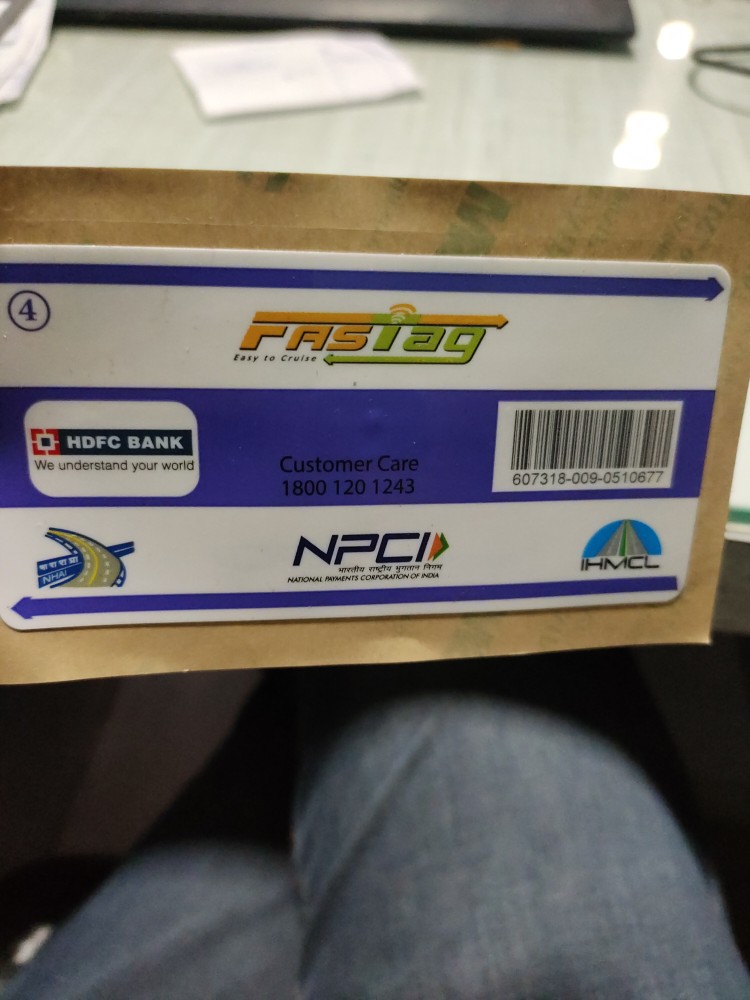 4
FASTag
Easy to Cruise
HDFC BANK
We understand your world
Customer Care
1800 120 1243
607318-009-0510677
भा रा रा प्रा
NHAI
NPCI
भारतीय राष्ट्रीय भुगतान निगम
NATIONAL PAYMENTS CORPORATION OF INDIA
IHMCL